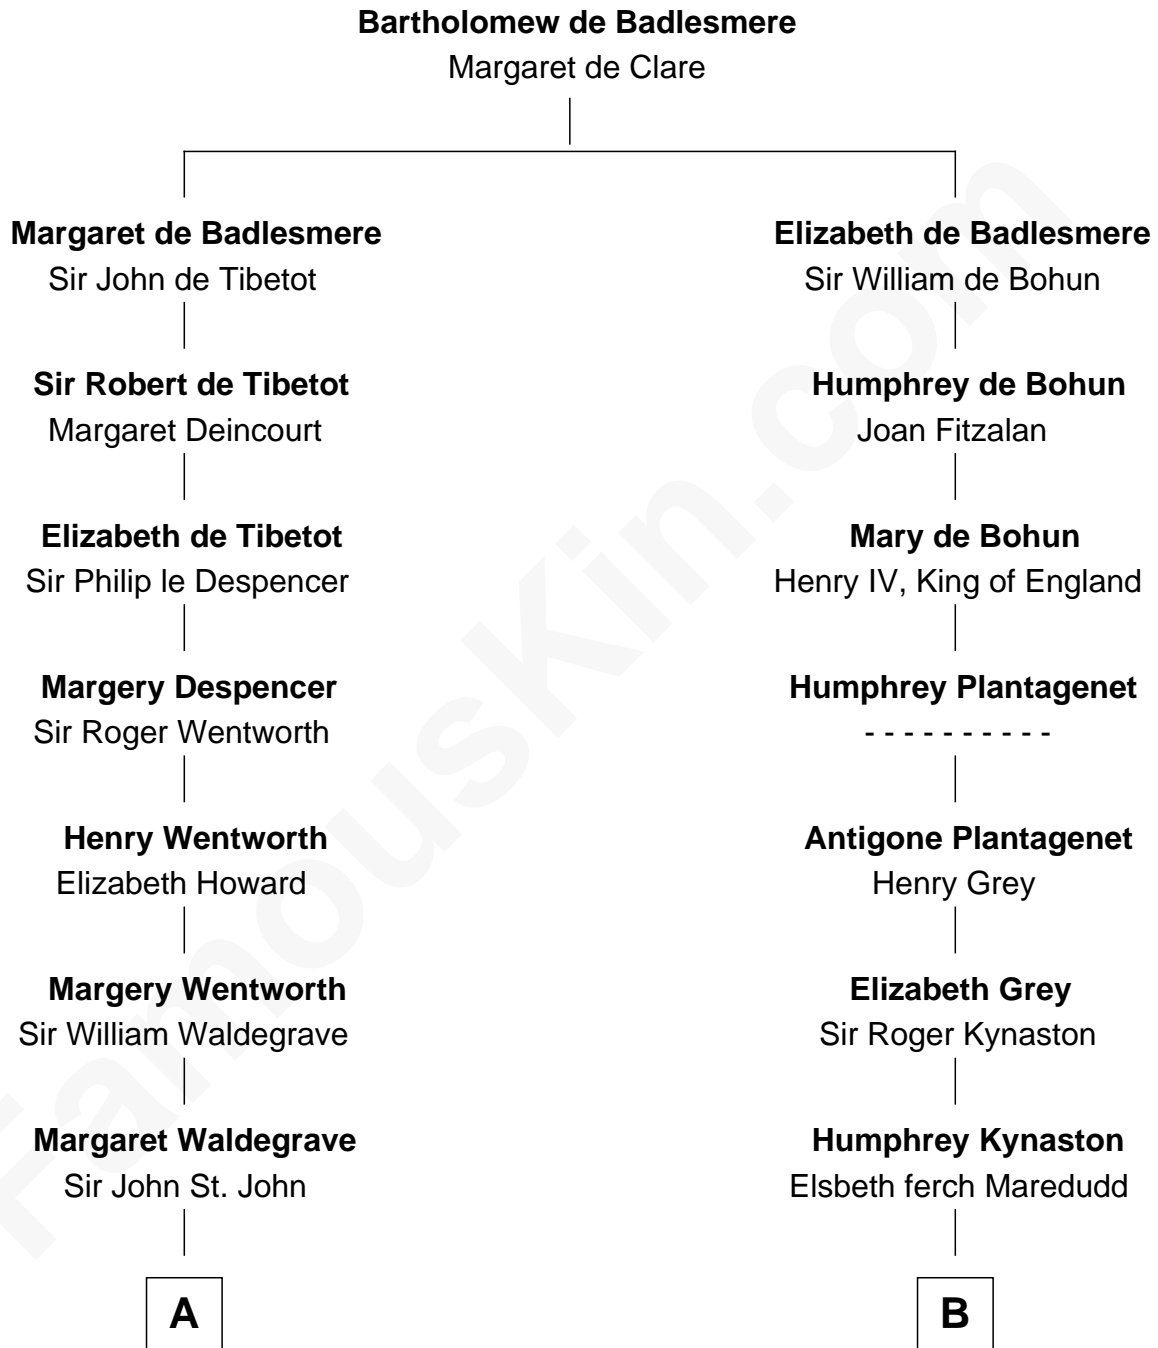 Bartholomew de Badlesmere
Margaret de Clare
Margaret de Badlesmere
Sir John de Tibetot
Elizabeth de Badlesmere
Sir William de Bohun
Sir Robert de Tibetot
Margaret Deincourt
Humphrey de Bohun
Joan Fitzalan
Elizabeth de Tibetot
Sir Philip le Despencer
Mary de Bohun
Henry IV, King of England
Margery Despencer
Sir Roger Wentworth
Humphrey Plantagenet
- - - - - - - - - -
Henry Wentworth
Elizabeth Howard
Antigone Plantagenet
Henry Grey
Margery Wentworth
Sir William Waldegrave
Elizabeth Grey
Sir Roger Kynaston
Margaret Waldegrave
Sir John St. John
Humphrey Kynaston
Elsbeth ferch Maredudd
A
B
FamousKin.com